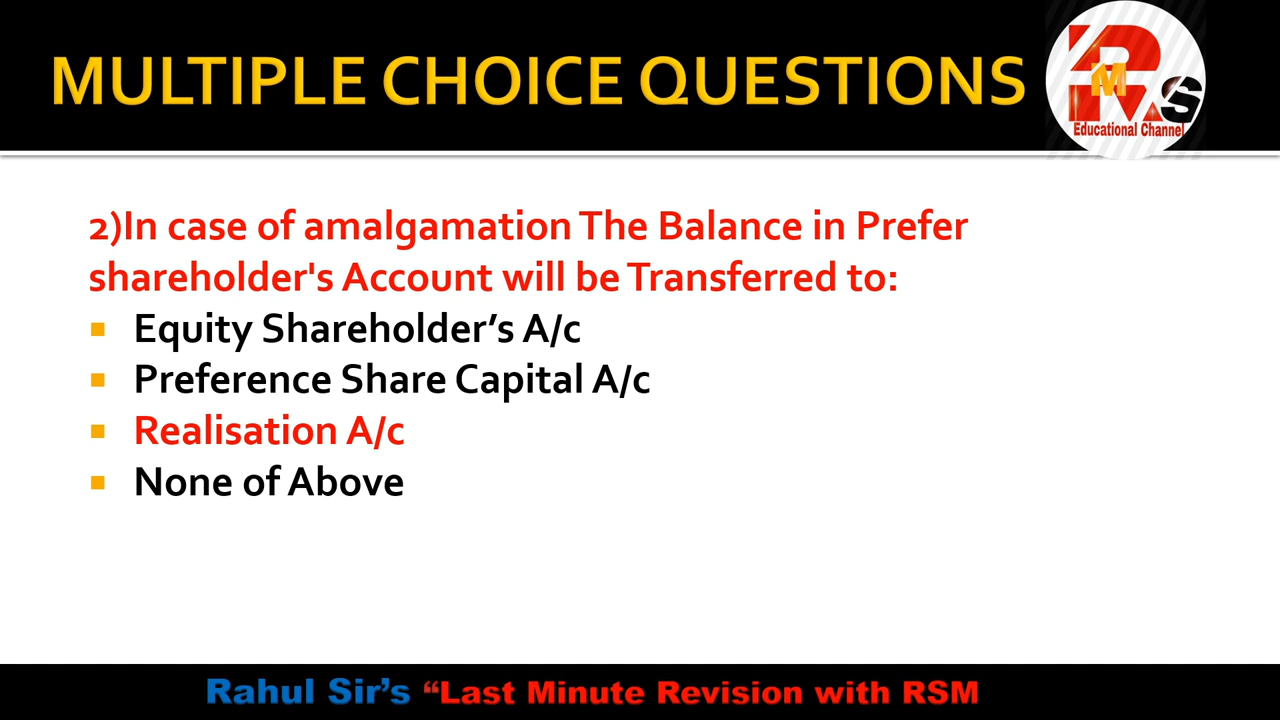 MULTIPLE CHOICE QUESTIONS
RMS
Educational Channel
2)In case of amalgamation The Balance in Prefer
shareholder's Account will be Transferred to:
Equity Shareholder’s A/c
Preference Share Capital A/c
Realisation A/c
None of Above
Rahul Sir’s “Last Minute Revision with RSM